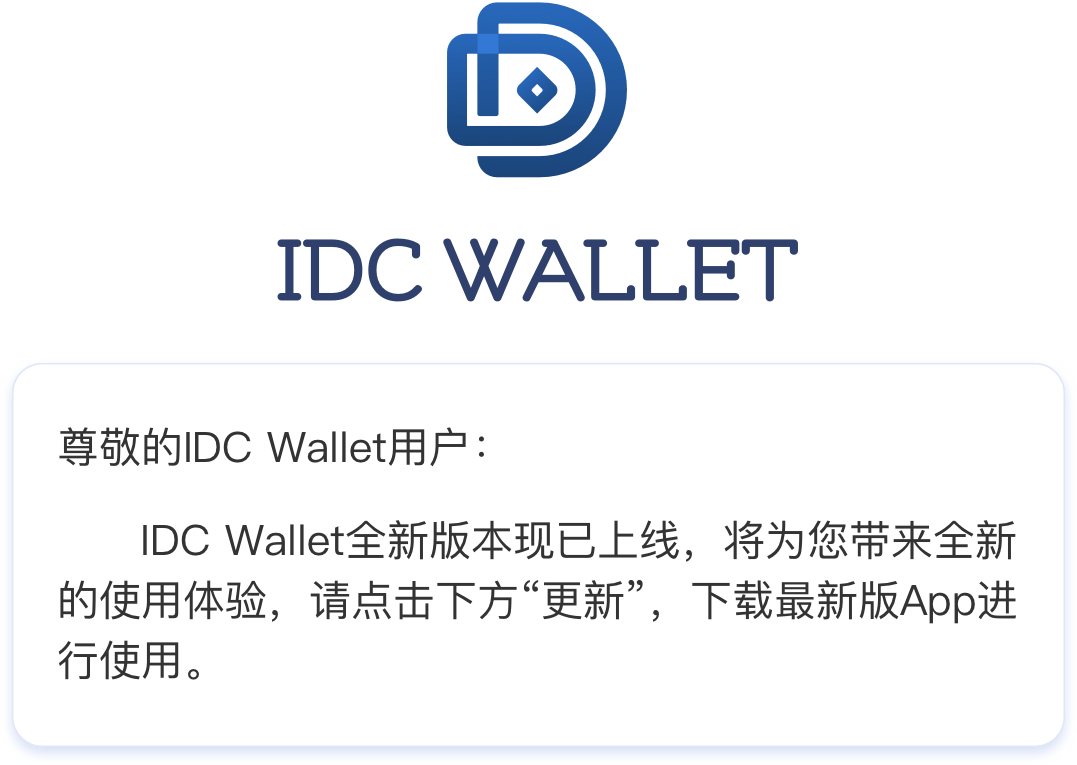 IDC WALLET
尊敬的IDC Wallet用户：
IDC Wallet全新版本现已上线，将为您带来全新
的使用体验，请点击下方“更新”，下载最新版App进
行使用。